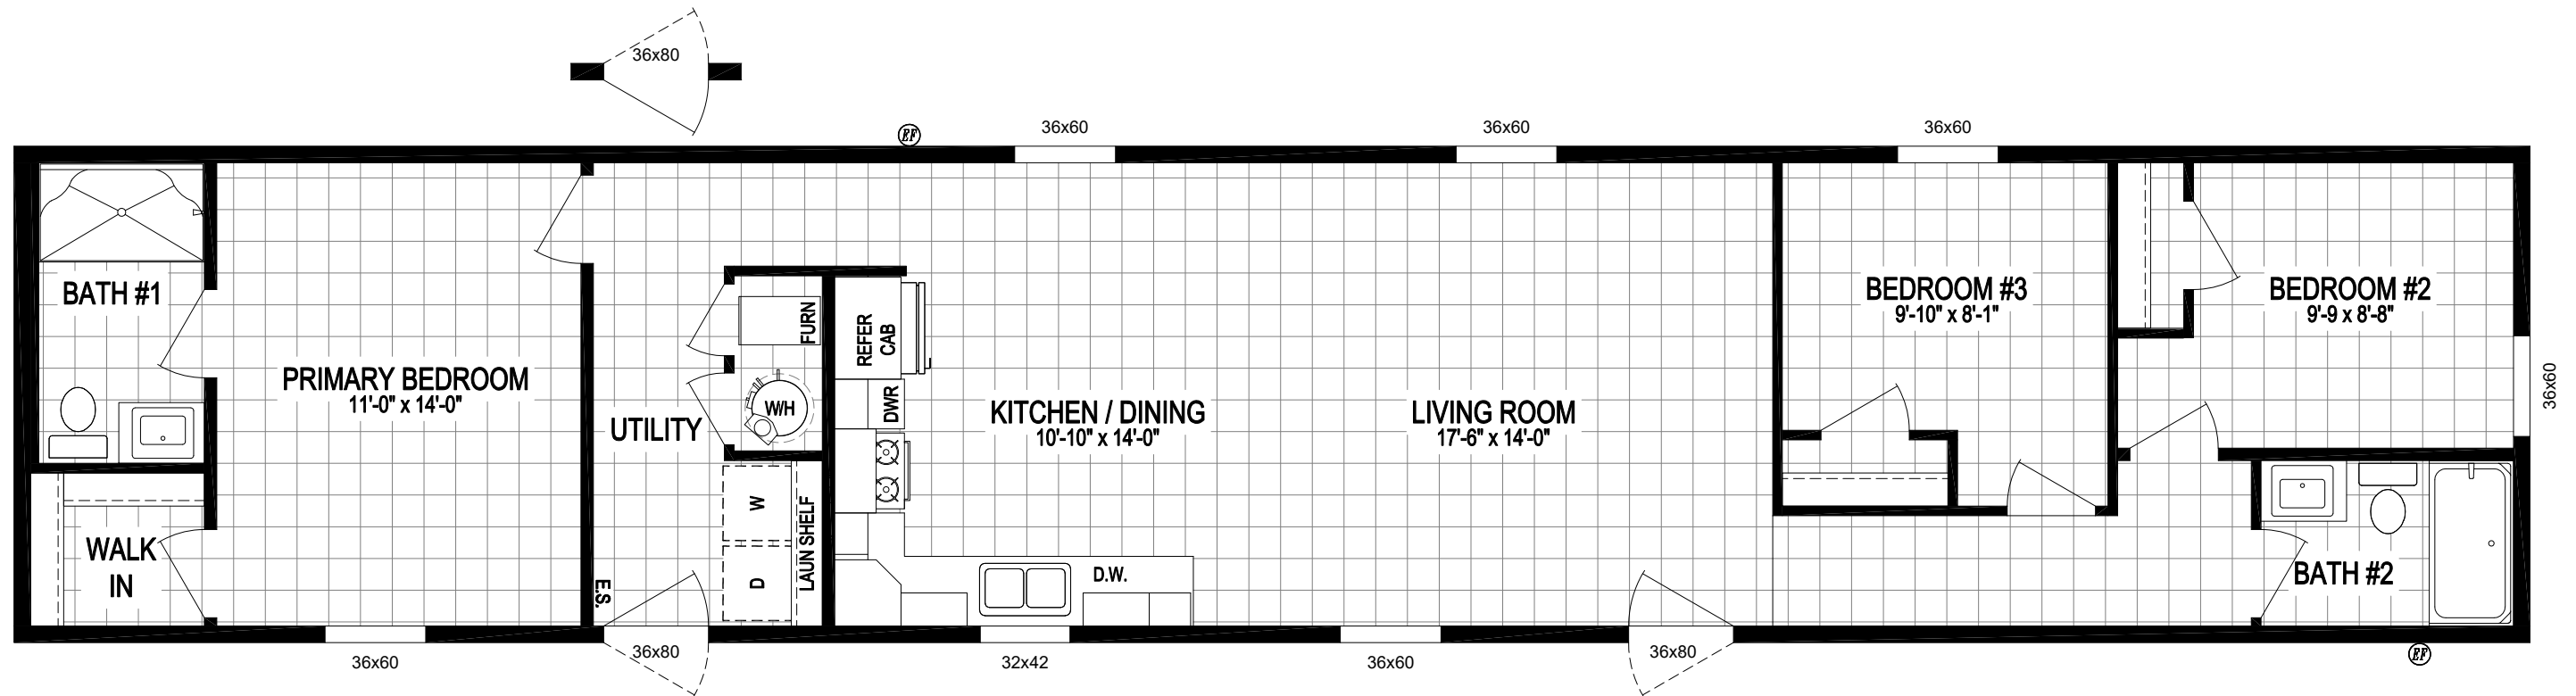 36x80
EF
36x60
36x60
36x60
BATH #1
PRIMARY BEDROOM
11'-0" x 14'-0"
WALK
IN
UTILITY
E.S.
FURN
W/H
W
D
LAUN SHELF
REFER
CAB
DWR
KITCHEN / DINING
10'-10" x 14'-0"
D.W.
LIVING ROOM
17'-6" x 14'-0"
BEDROOM #3
9'-10" x 8'-1"
BEDROOM #2
9'-9 x 8'-8"
36x60
BATH #2
36x60
36x80
32x42
36x60
36x80
EF